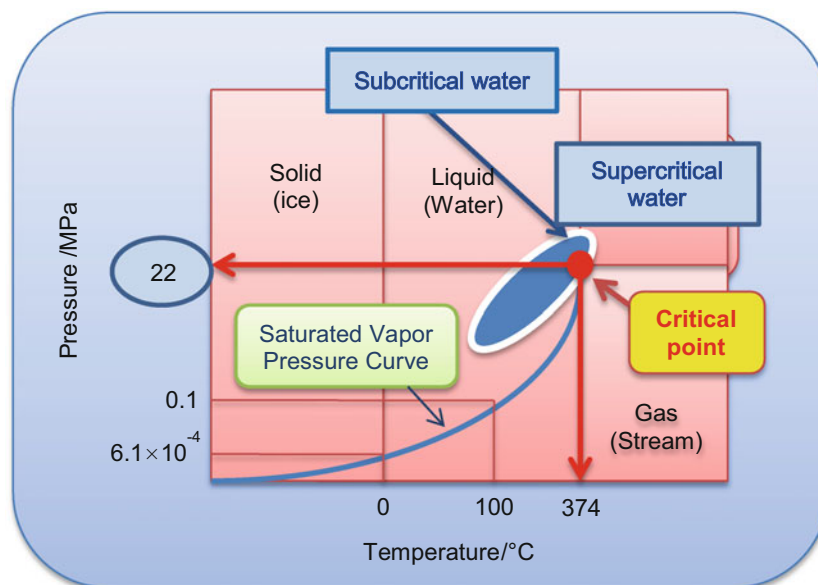 Subcritical water
Solid
(ice)
Liquid
(Water)
Supercritical
water
Pressure /MPa
22
Saturated Vapor
Pressure Curve
Critical
point
0.1
Gas
(Stream)
6.1×10⁻⁴
0
100
374
Temperature/°C